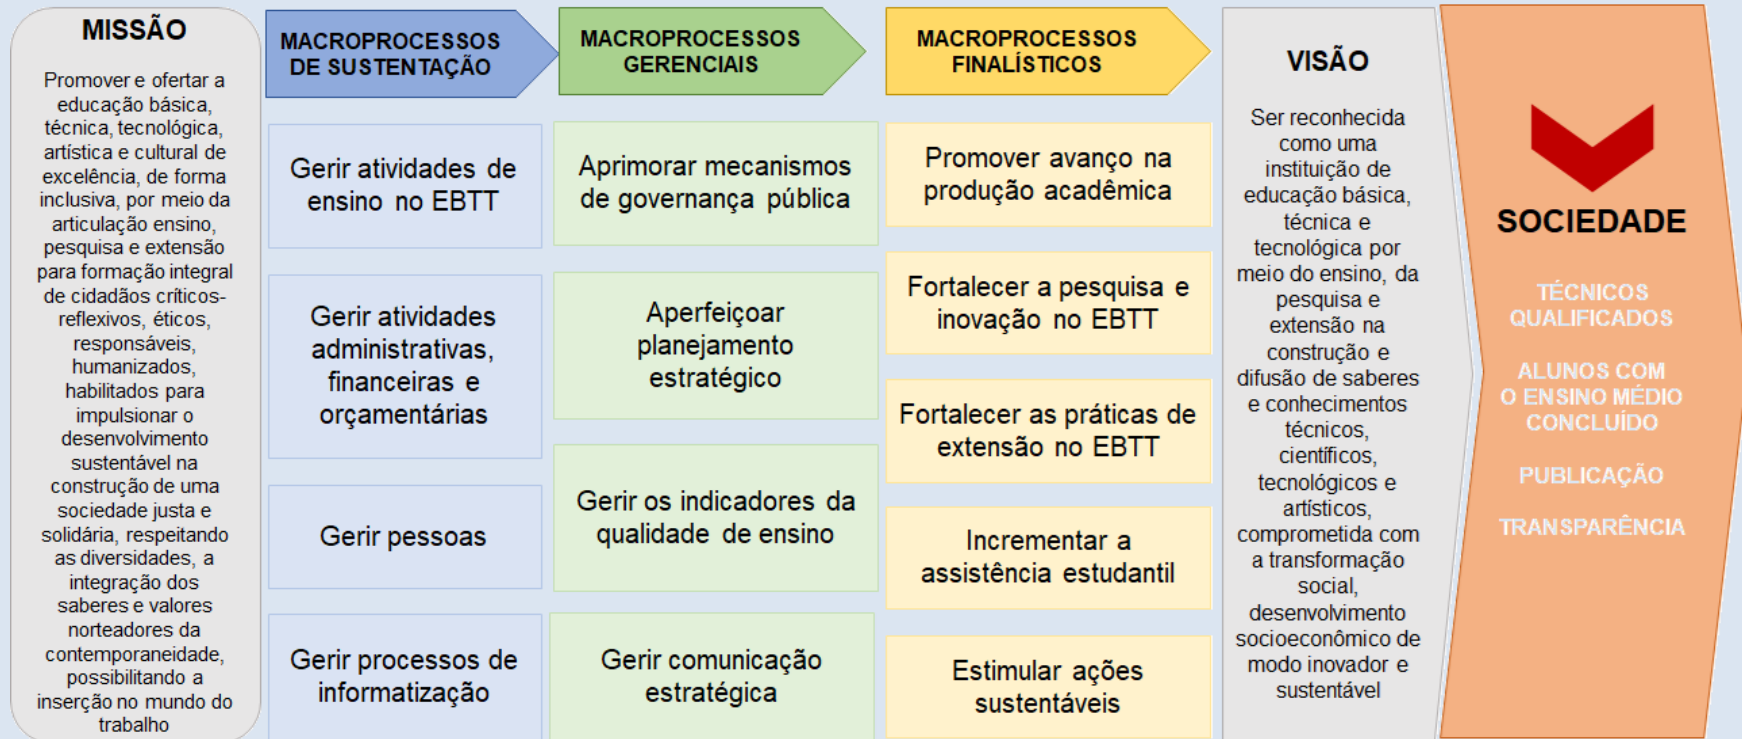 MISSÃO
Promover e ofertar a
educação básica,
técnica, tecnológica,
artística e cultural de
excelência, de forma
inclusiva, por meio da
articulação ensino,
pesquisa e extensão
para formação integral
de cidadãos críticos-
reflexivos, éticos,
responsáveis,
humanizados,
habilitados para
impulsionar o
desenvolvimento
sustentável na
construção de uma
sociedade justa e
solidária, respeitando
as diversidades, a
integração dos
saberes e valores
norteadores da
contemporaneidade,
possibilitando a
inserção no mundo do
trabalho
MACROPROCESSOS
DE SUSTENTAÇÃO
Gerir atividades de
ensino no EBTT
Gerir atividades
administrativas,
financeiras e
orçamentárias
Gerir pessoas
Gerir processos de
informatização
MACROPROCESSOS
GERENCIAIS
Aprimorar mecanismos
de governança pública
Aperfeiçoar
planejamento
estratégico
Gerir os indicadores da
qualidade de ensino
Gerir comunicação
estratégica
MACROPROCESSOS
FINALÍSTICOS
Promover avanço na
produção acadêmica
Fortalecer a pesquisa e
inovação no EBTT
Fortalecer as práticas de
extensão no EBTT
Incrementar a
assistência estudantil
Estimular ações
sustentáveis
VISÃO
Ser reconhecida
como uma
instituição de
educação básica,
técnica e
tecnológica por
meio do ensino, da
pesquisa e
extensão na
construção e
difusão de saberes
e conhecimentos
técnicos,
científicos,
tecnológicos e
artísticos,
comprometida com
a transformação
social,
desenvolvimento
socioeconômico de
modo inovador e
sustentável
SOCIEDADE
TÉCNICOS
QUALIFICADOS
ALUNOS COM
O ENSINO MÉDIO
CONCLUÍDO
PUBLICAÇÃO
TRANSPARÊNCIA